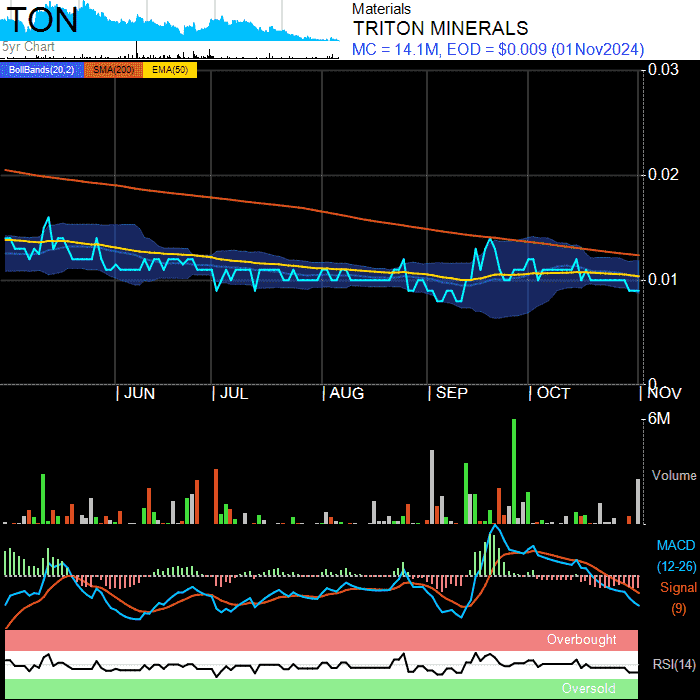 TON
5yr Chart
Materials
TRITON MINERALS
MC = 14.1M, EOD = $0.009 (01Nov2024)
BollBands(20,2) SMA(200) EMA(50)
0.03
0.02
0.01
0
JUN JUL AUG SEP OCT NOV
6M
Volume
MACD
(12-26)
Signal
(9)
Overbought
RSI(14)
Oversold